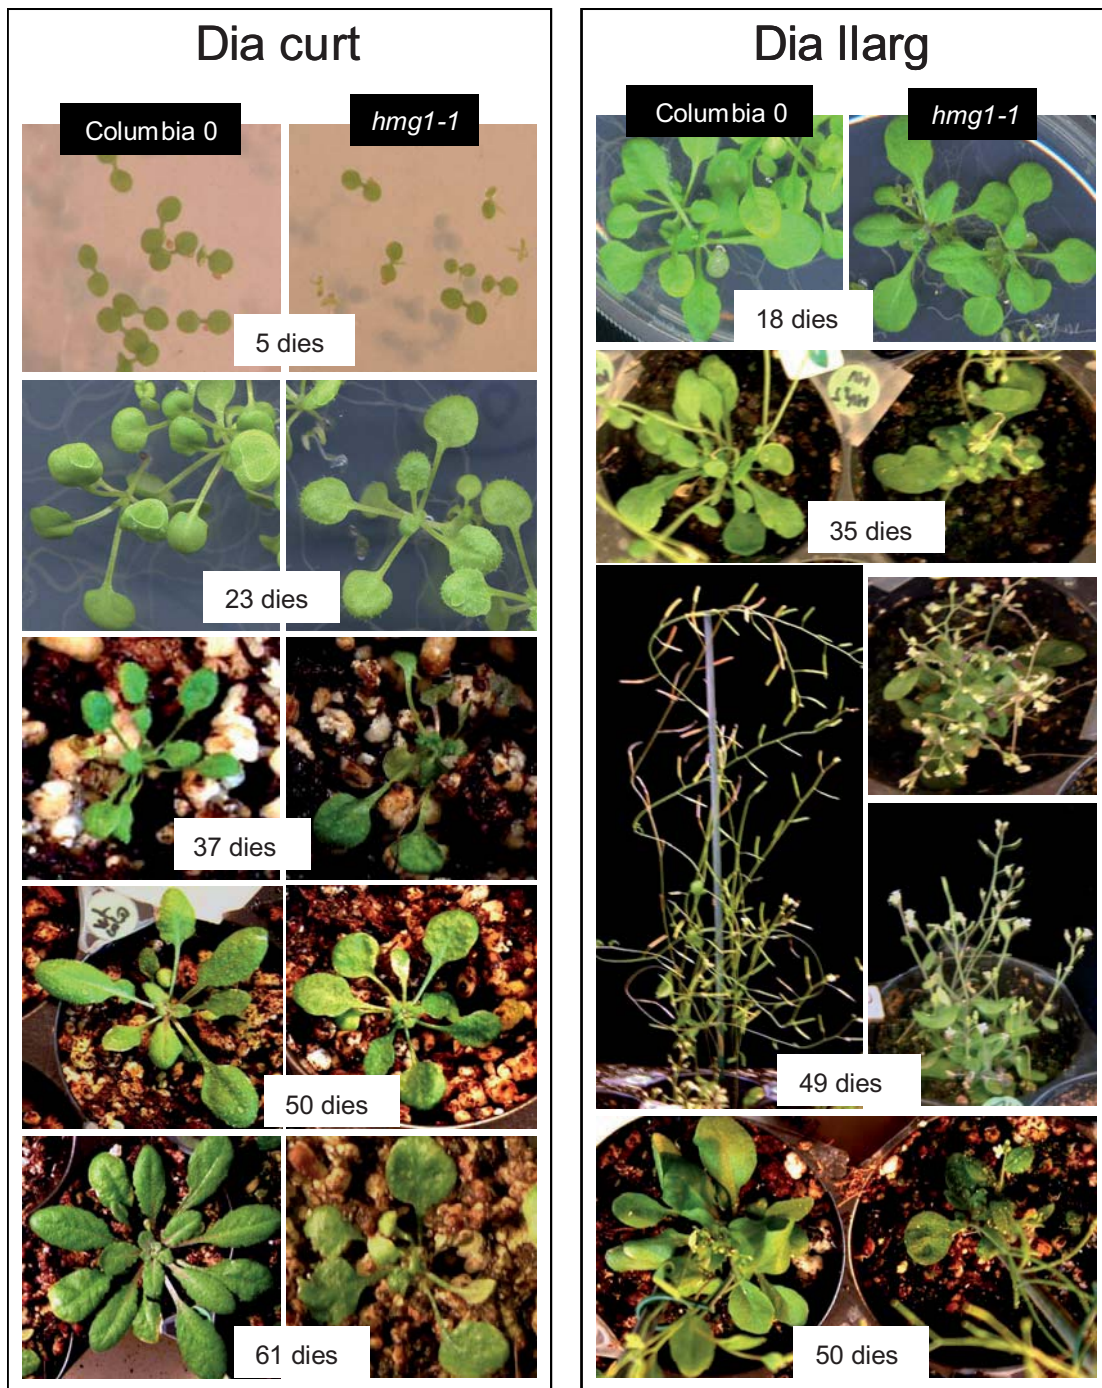 Dia curt
Columbia 0
hmg1-1
5 dies
23 dies
37 dies
50 dies
61 dies
Dia llarg
Columbia 0
hmg1-1
18 dies
35 dies
49 dies
50 dies